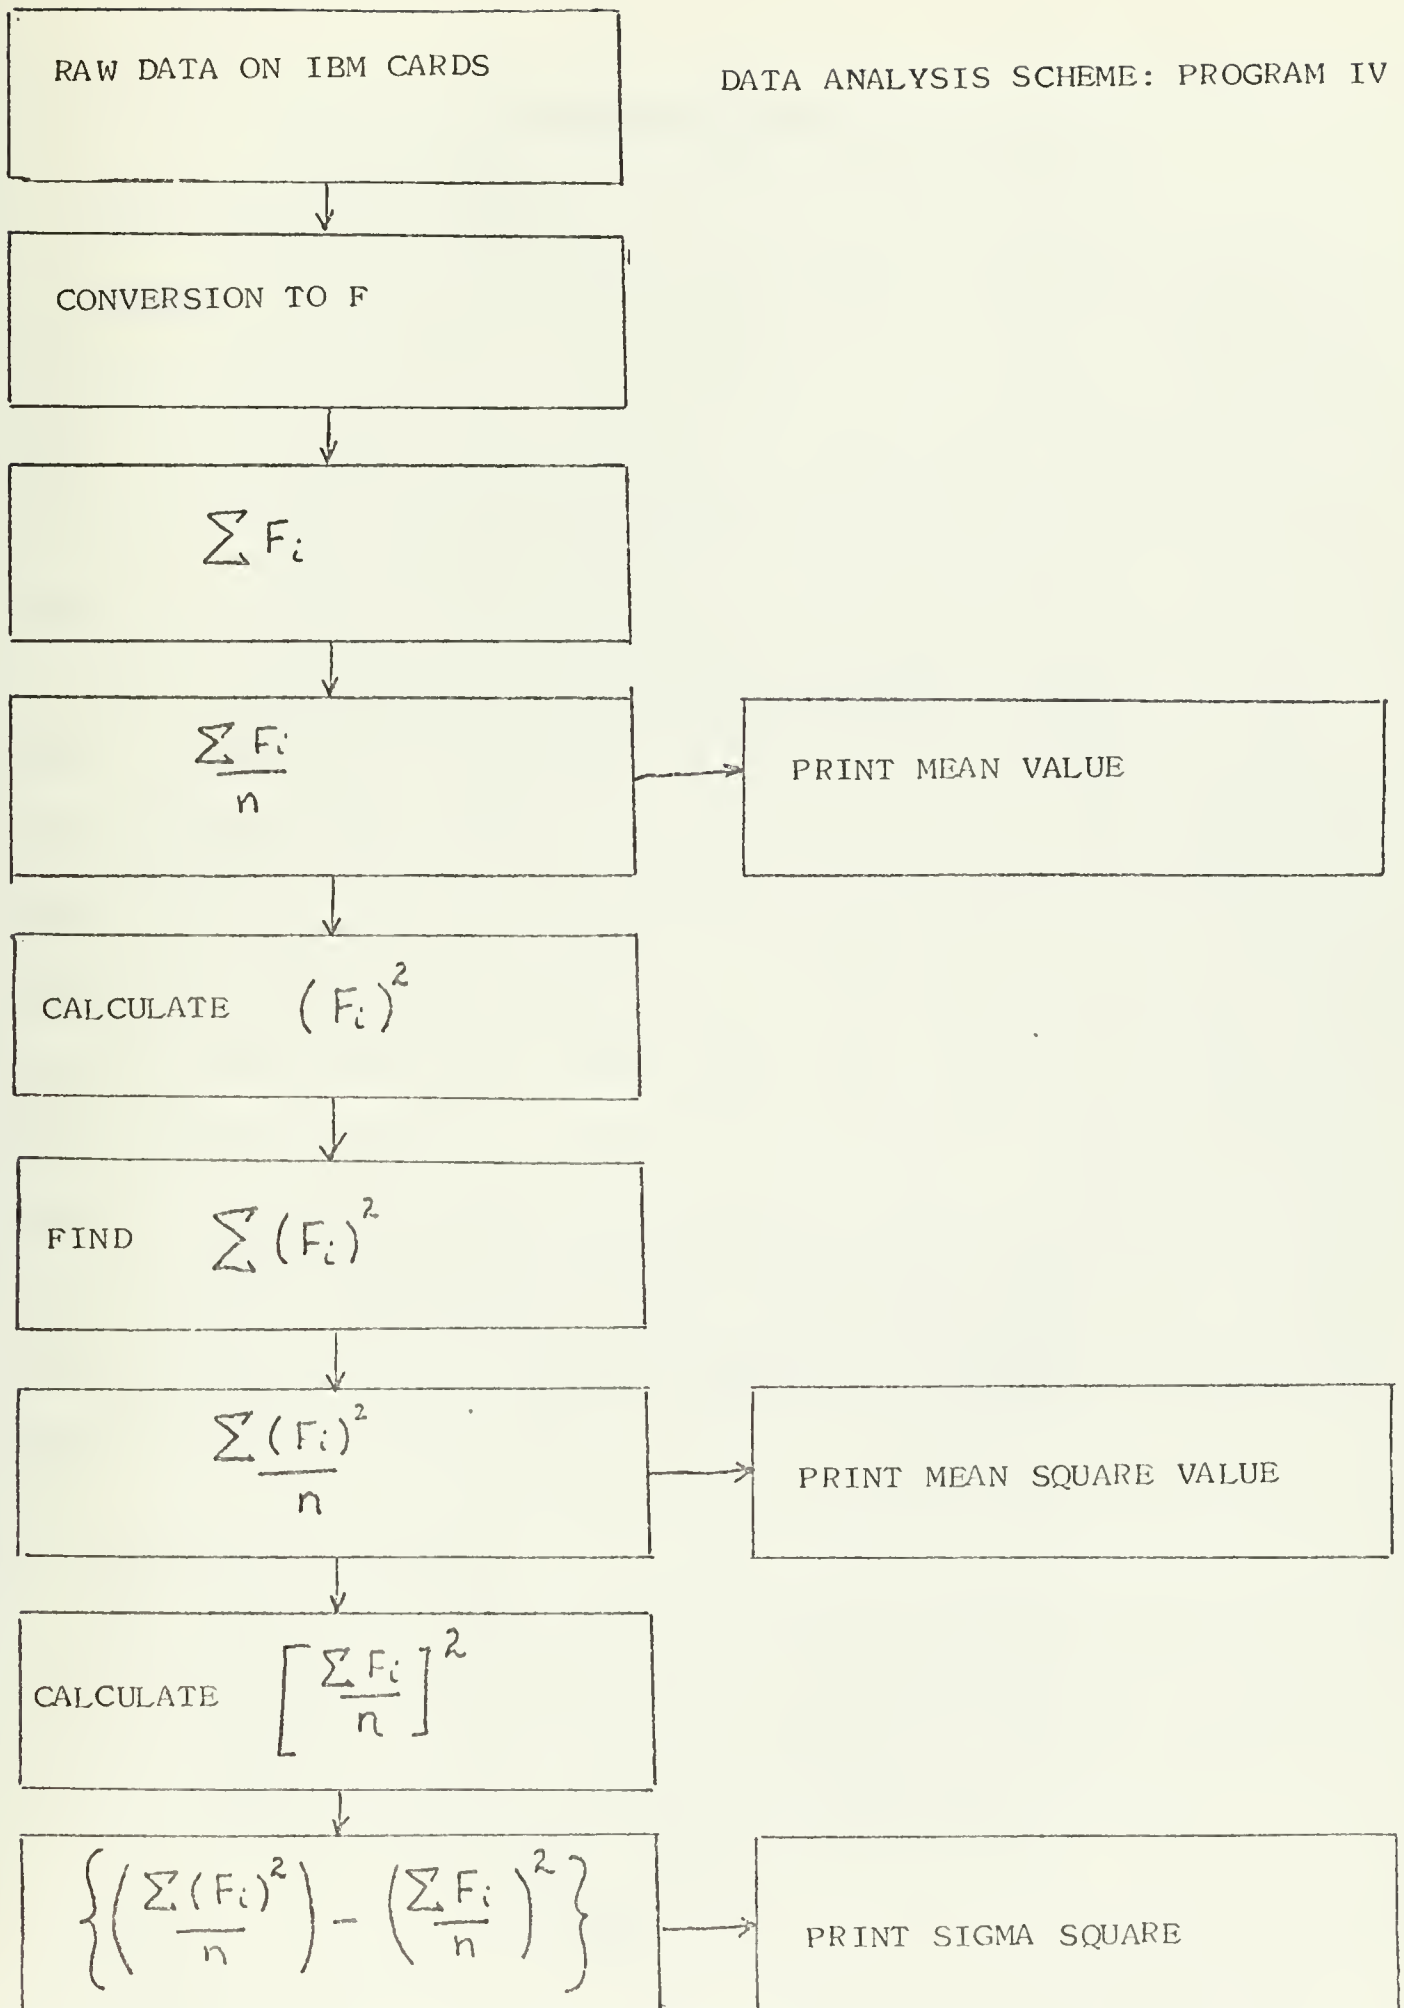 RAW DATA ON IBM CARDS
DATA ANALYSIS SCHEME: PROGRAM IV
CONVERSION TO F
∑ Fi
∑ Fi / n
PRINT MEAN VALUE
CALCULATE (Fi)²
FIND ∑ (Fi)²
∑ (Fi)² / n
PRINT MEAN SQUARE VALUE
CALCULATE [∑ Fi / n]²
{(∑ (Fi)² / n) - (∑ Fi / n)²}
PRINT SIGMA SQUARE